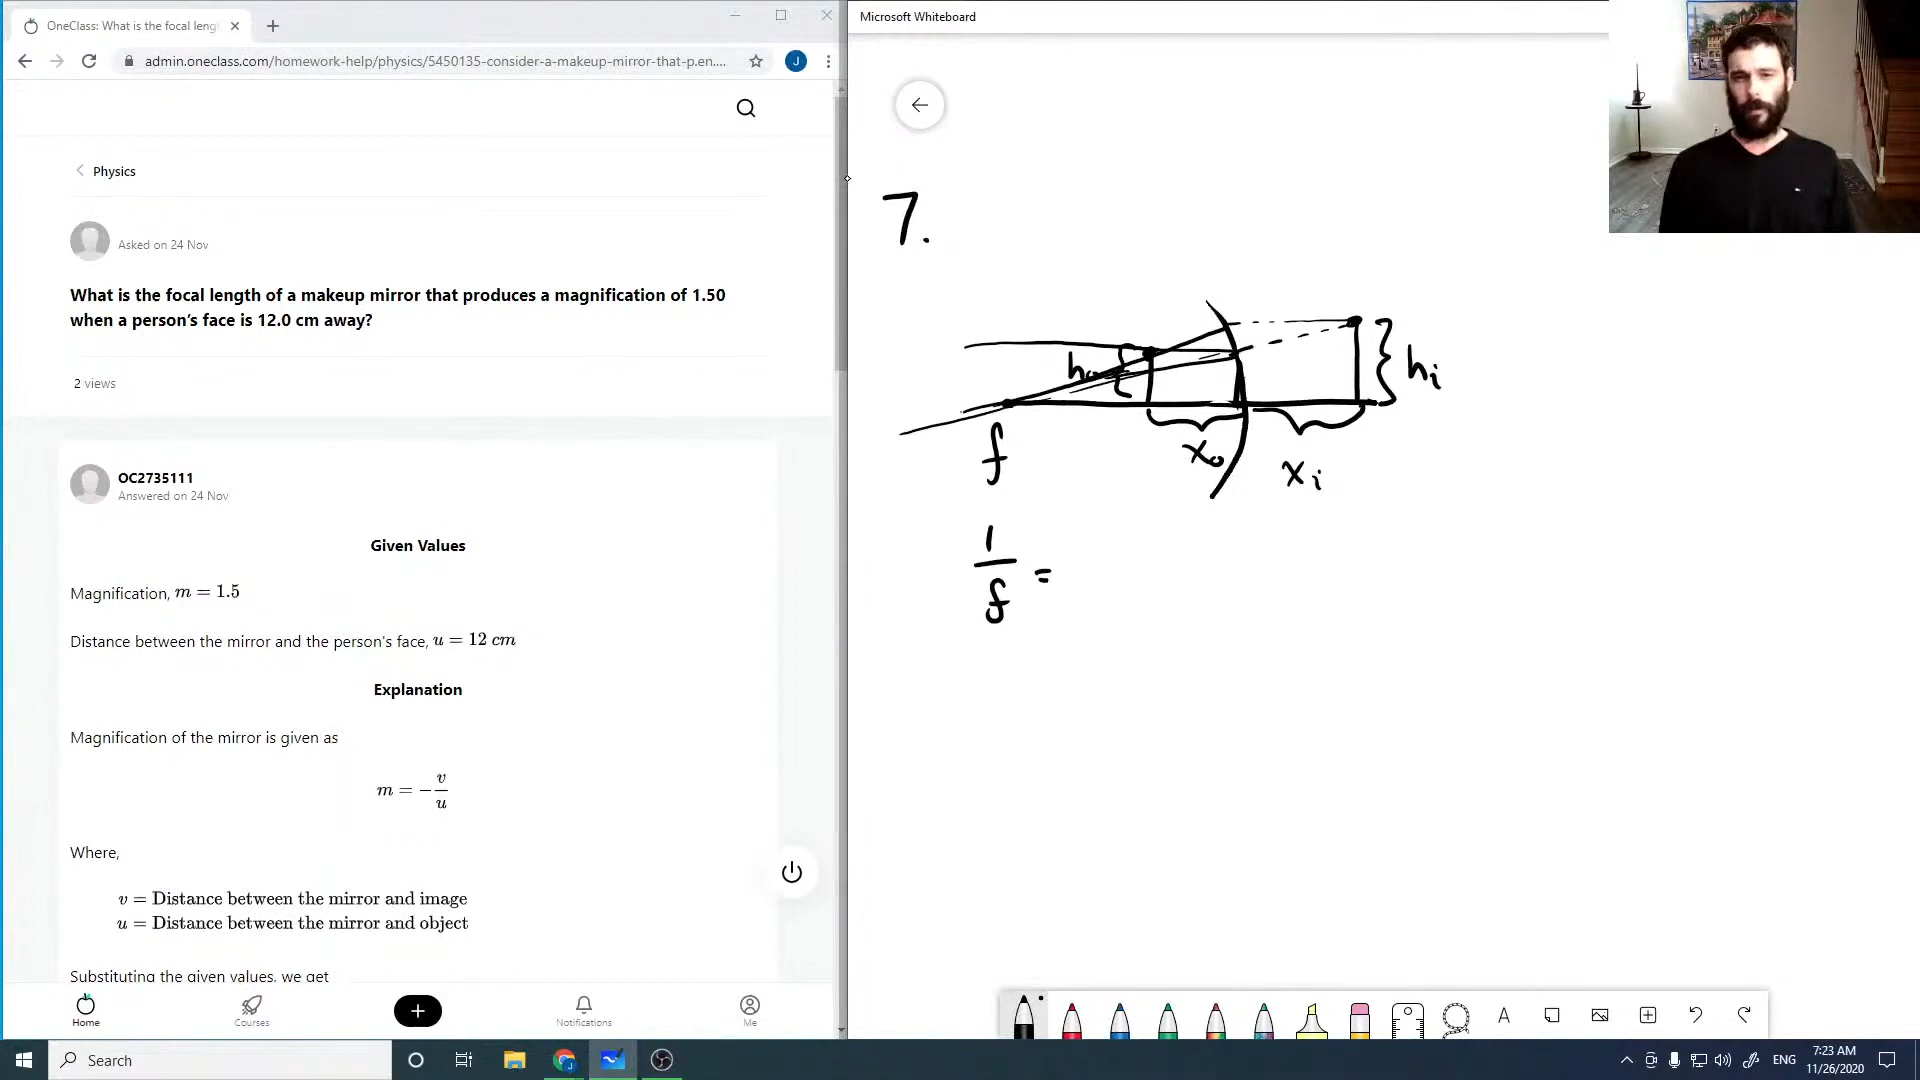 OneClass: What is the focal leng
admin.oneclass.com/homework-help/physics/5450135-consider-a-makeup-mirror-that-p.en....
J
Physics
Asked on 24 Nov
What is the focal length of a makeup mirror that produces a magnification of 1.50
when a person's face is 12.0 cm away?
2 views
OC2735111
Answered on 24 Nov
Given Values
Magnification, m = 1.5
Distance between the mirror and the person's face, u = 12 cm
Explanation
Magnification of the mirror is given as
m = −v/u
Where,
v = Distance between the mirror and image
u = Distance between the mirror and object
Substituting the given values, we get
Home
Courses
Notifications
Me
Microsoft Whiteboard
7.
ho
hi
f
xo
xi
1/f =
Search
ENG
7:23 AM
11/26/2020